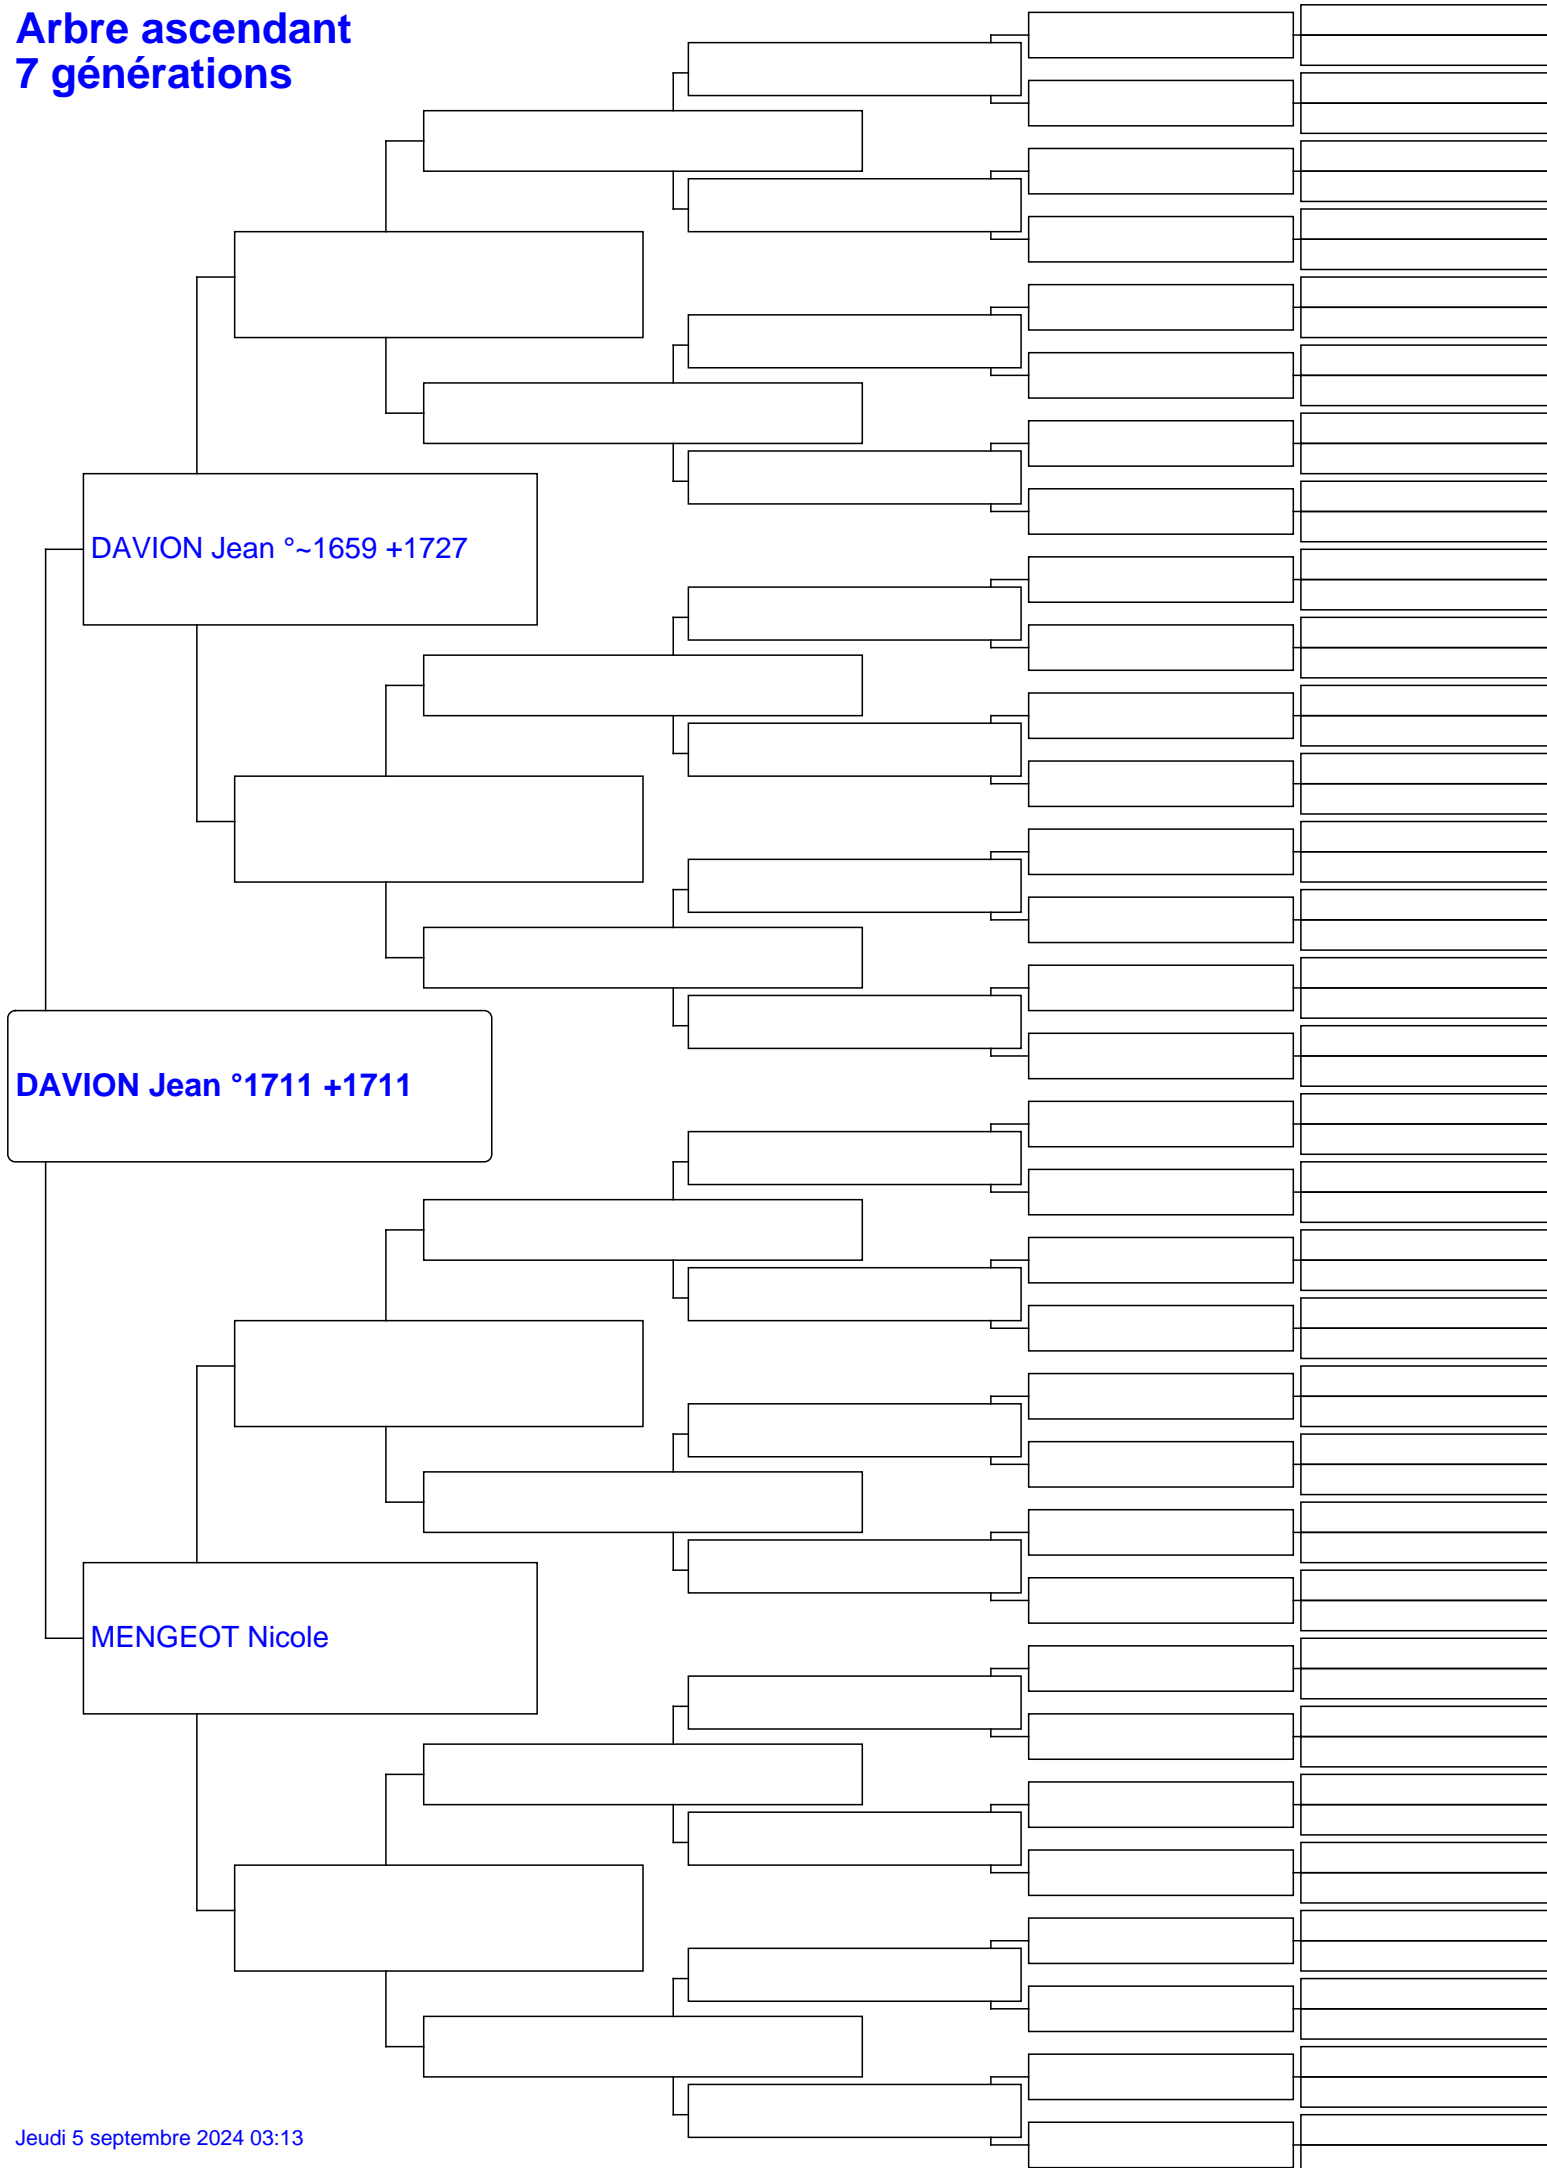 Arbre ascendant
7 générations
DAVION Jean °~1659 +1727
DAVION Jean °1711 +1711
MENGEOT Nicole
Jeudi 5 septembre 2024 03:13